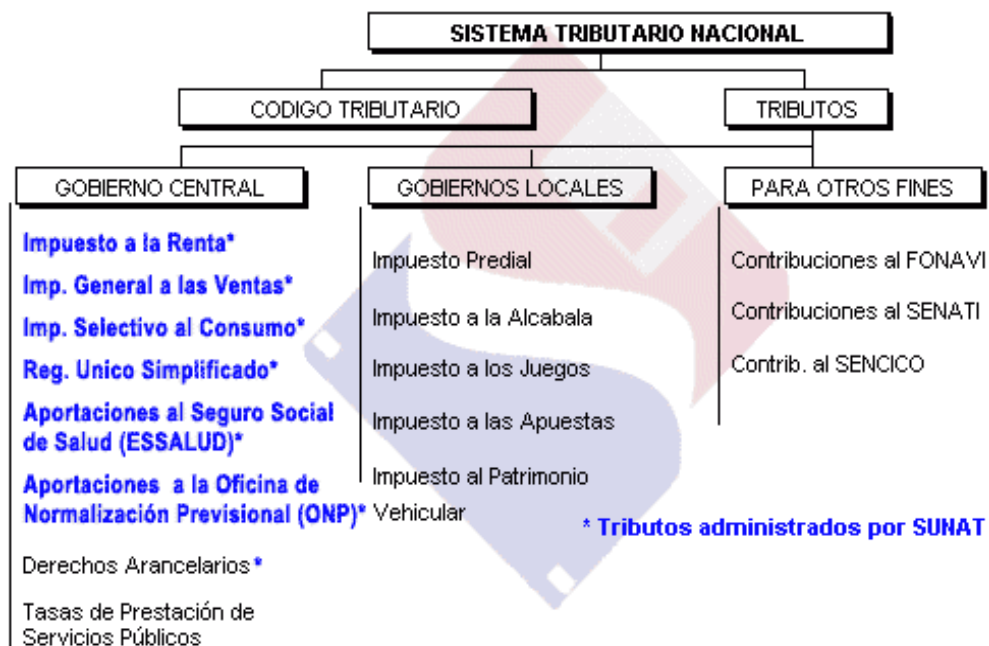 SISTEMA TRIBUTARIO NACIONAL
CODIGO TRIBUTARIO
TRIBUTOS
GOBIERNO CENTRAL
Impuesto a la Renta*
Imp. General a las Ventas*
Imp. Selectivo al Consumo*
Reg. Unico Simplificado*
Aportaciones al Seguro Social
de Salud (ESSALUD)*
Aportaciones a la Oficina de
Normalización Previsional (ONP)*
Derechos Arancelarios*
Tasas de Prestación de
Servicios Públicos
GOBIERNOS LOCALES
Impuesto Predial
Impuesto a la Alcabala
Impuesto a los Juegos
Impuesto a las Apuestas
Impuesto al Patrimonio
Vehicular
PARA OTROS FINES
Contribuciones al FONAVI
Contribuciones al SENATI
Contrib. al SENCICO
* Tributos administrados por SUNAT